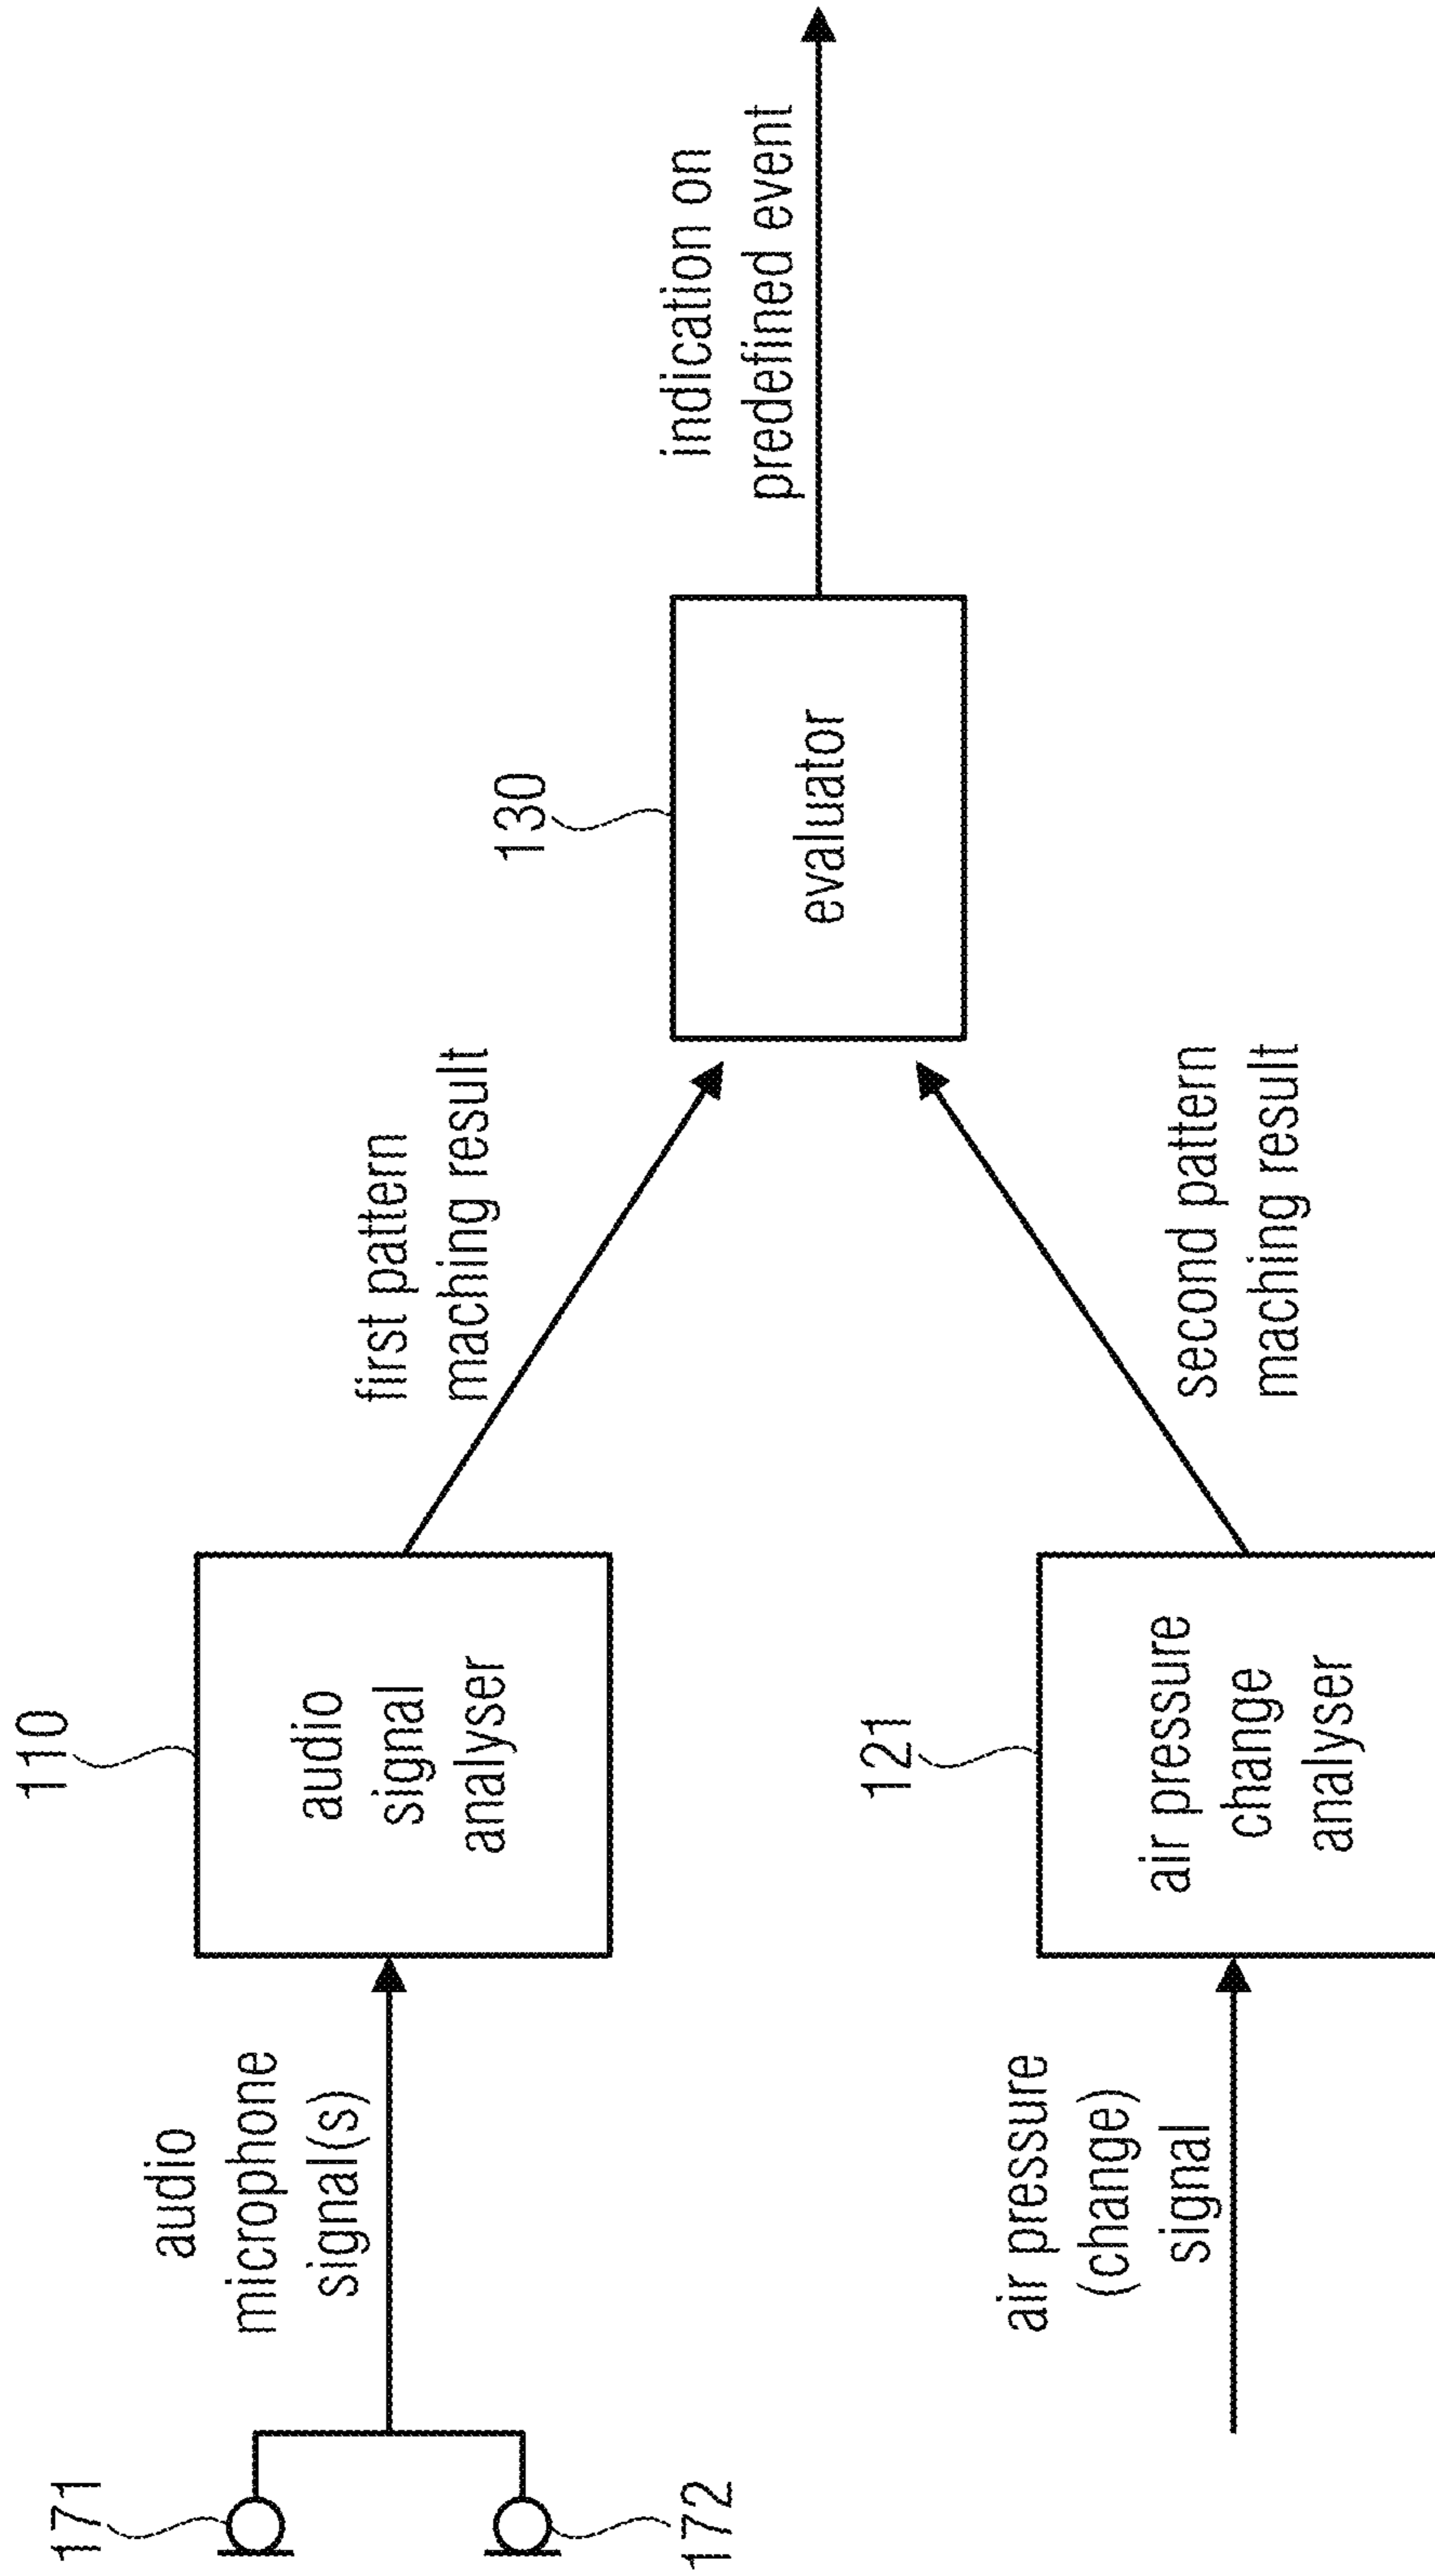 171
172
audio
microphone
signal(s)
110
audio
signal
analyser
first pattern
maching result
air pressure
(change)
signal
121
air pressure
change
analyser
second pattern
maching result
130
evaluator
indication on
predefined event